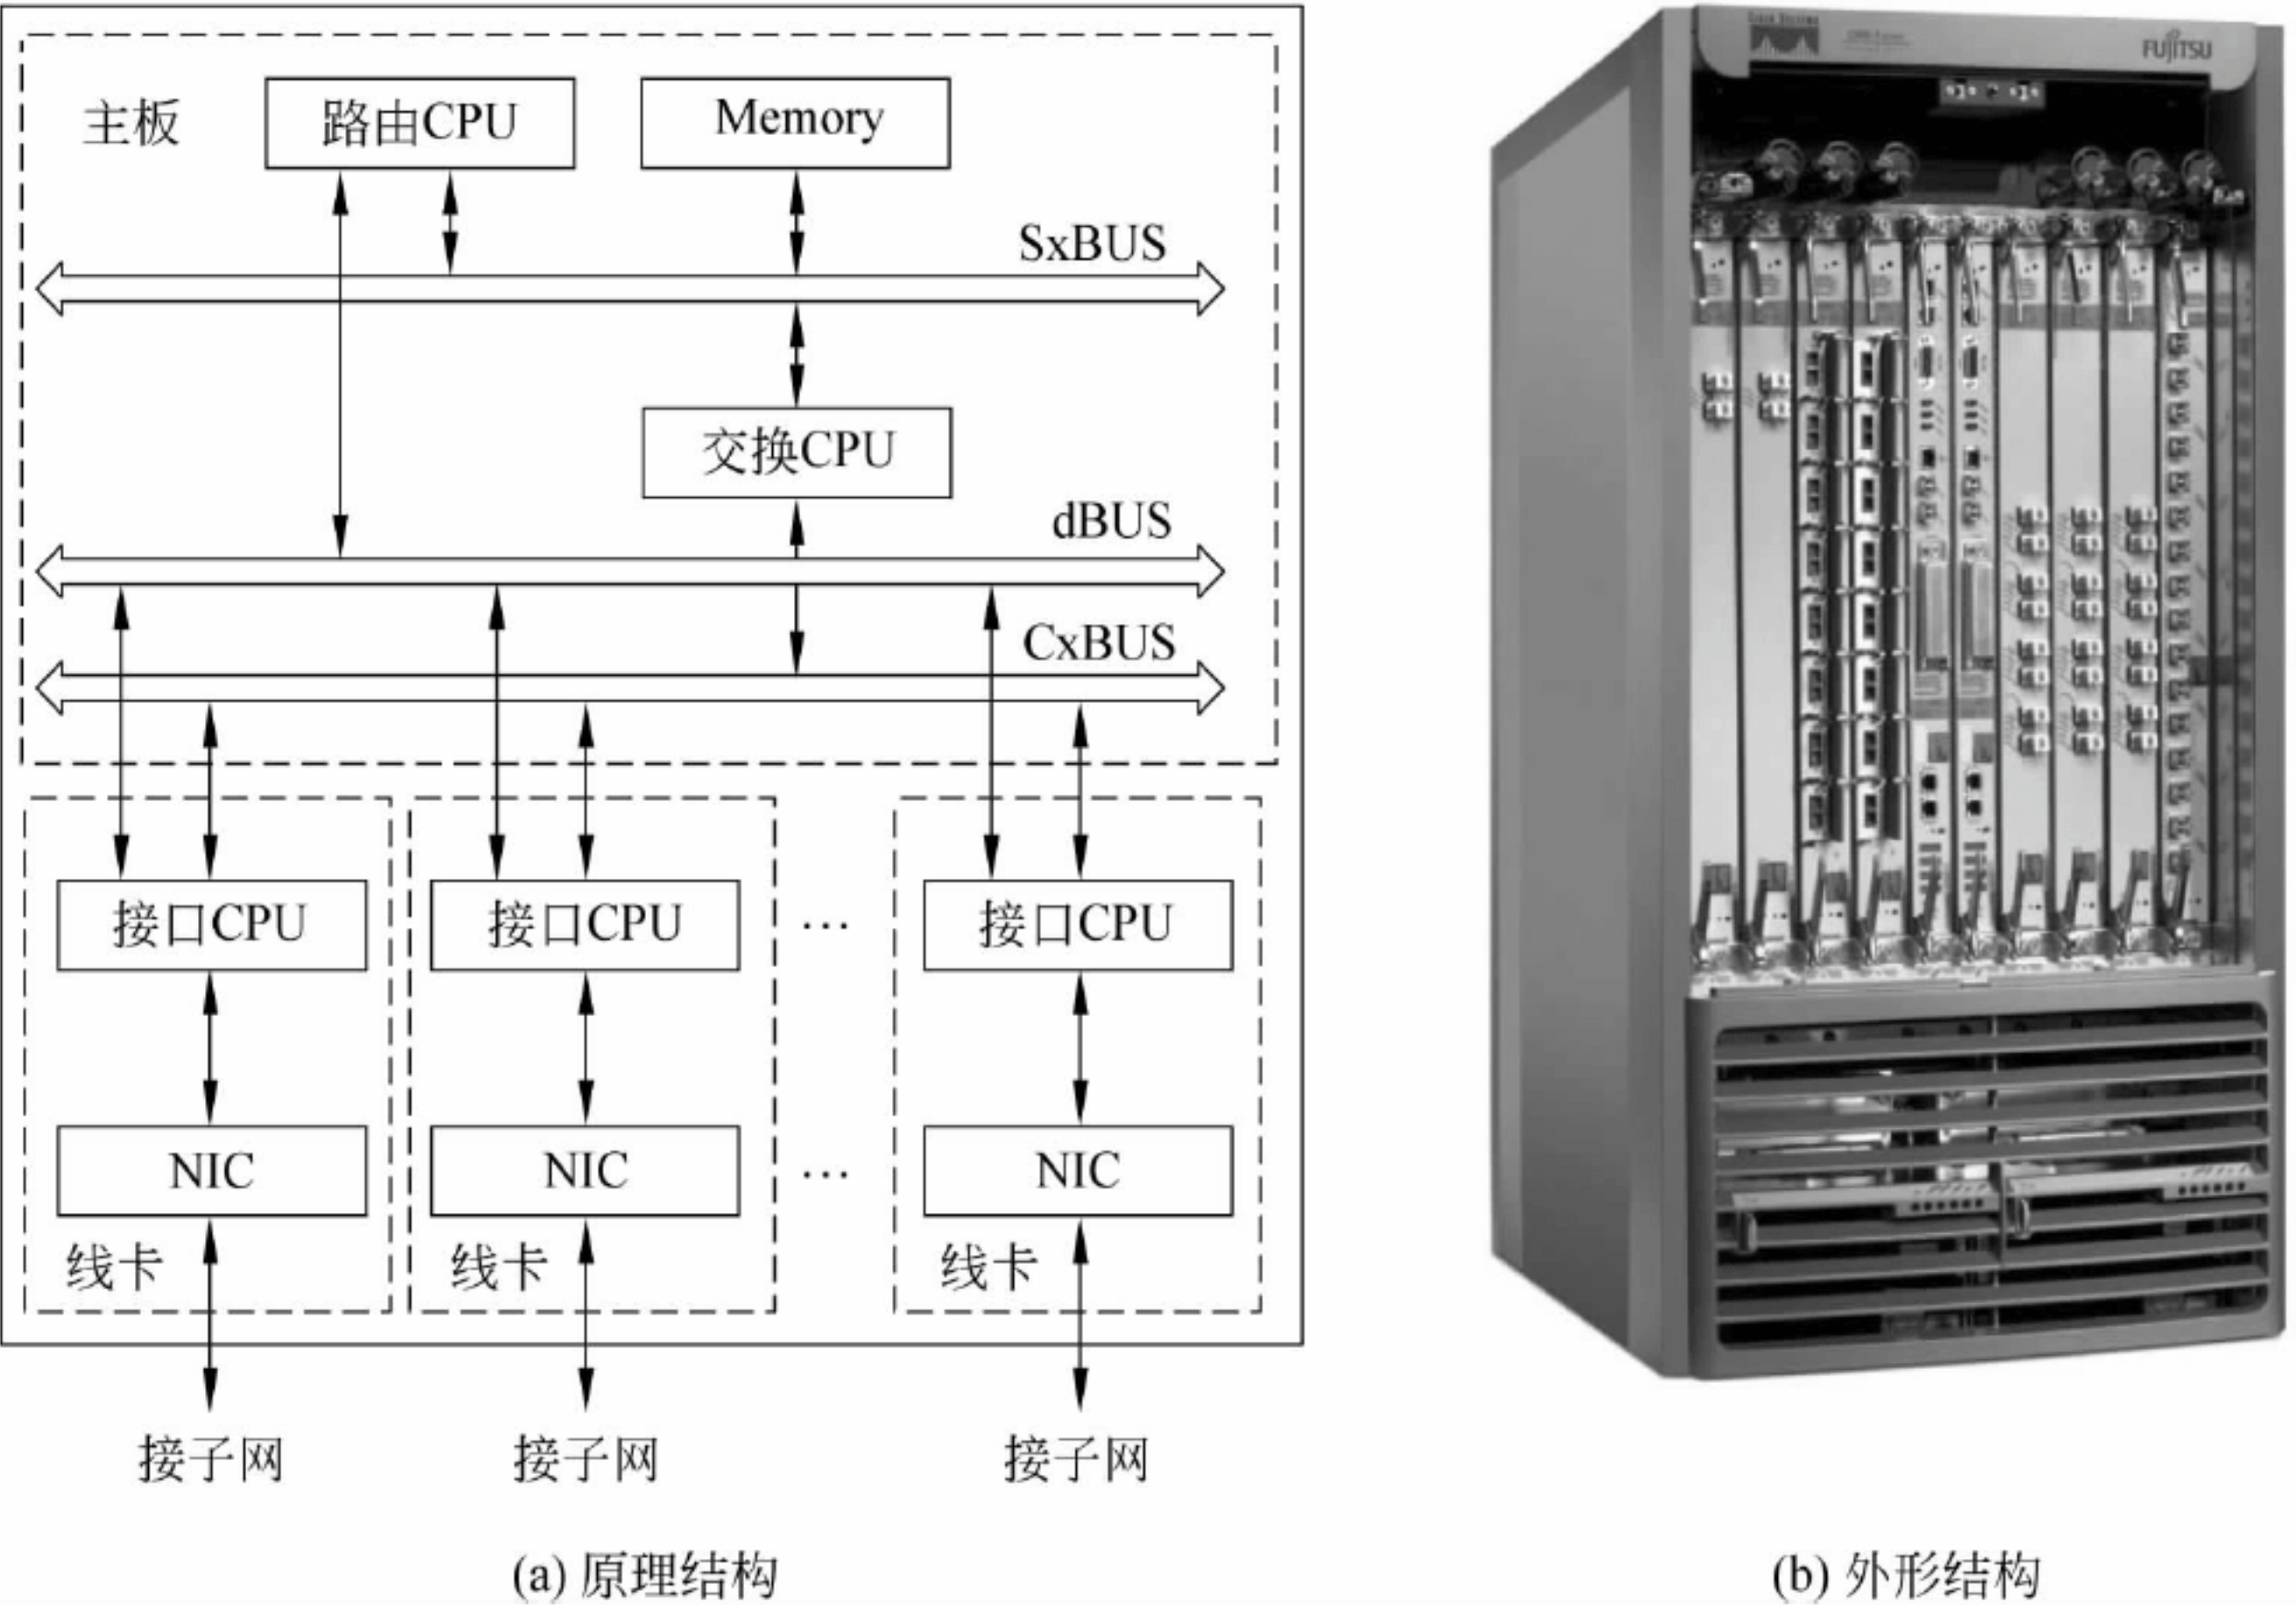 主板
路由CPU
Memory
SxBUS
交换CPU
dBUS
CxBUS
接口CPU
接口CPU
...
接口CPU
NIC
NIC
...
NIC
线卡
线卡
线卡
接子网
接子网
接子网
(a) 原理结构
FUJITSU
(b) 外形结构